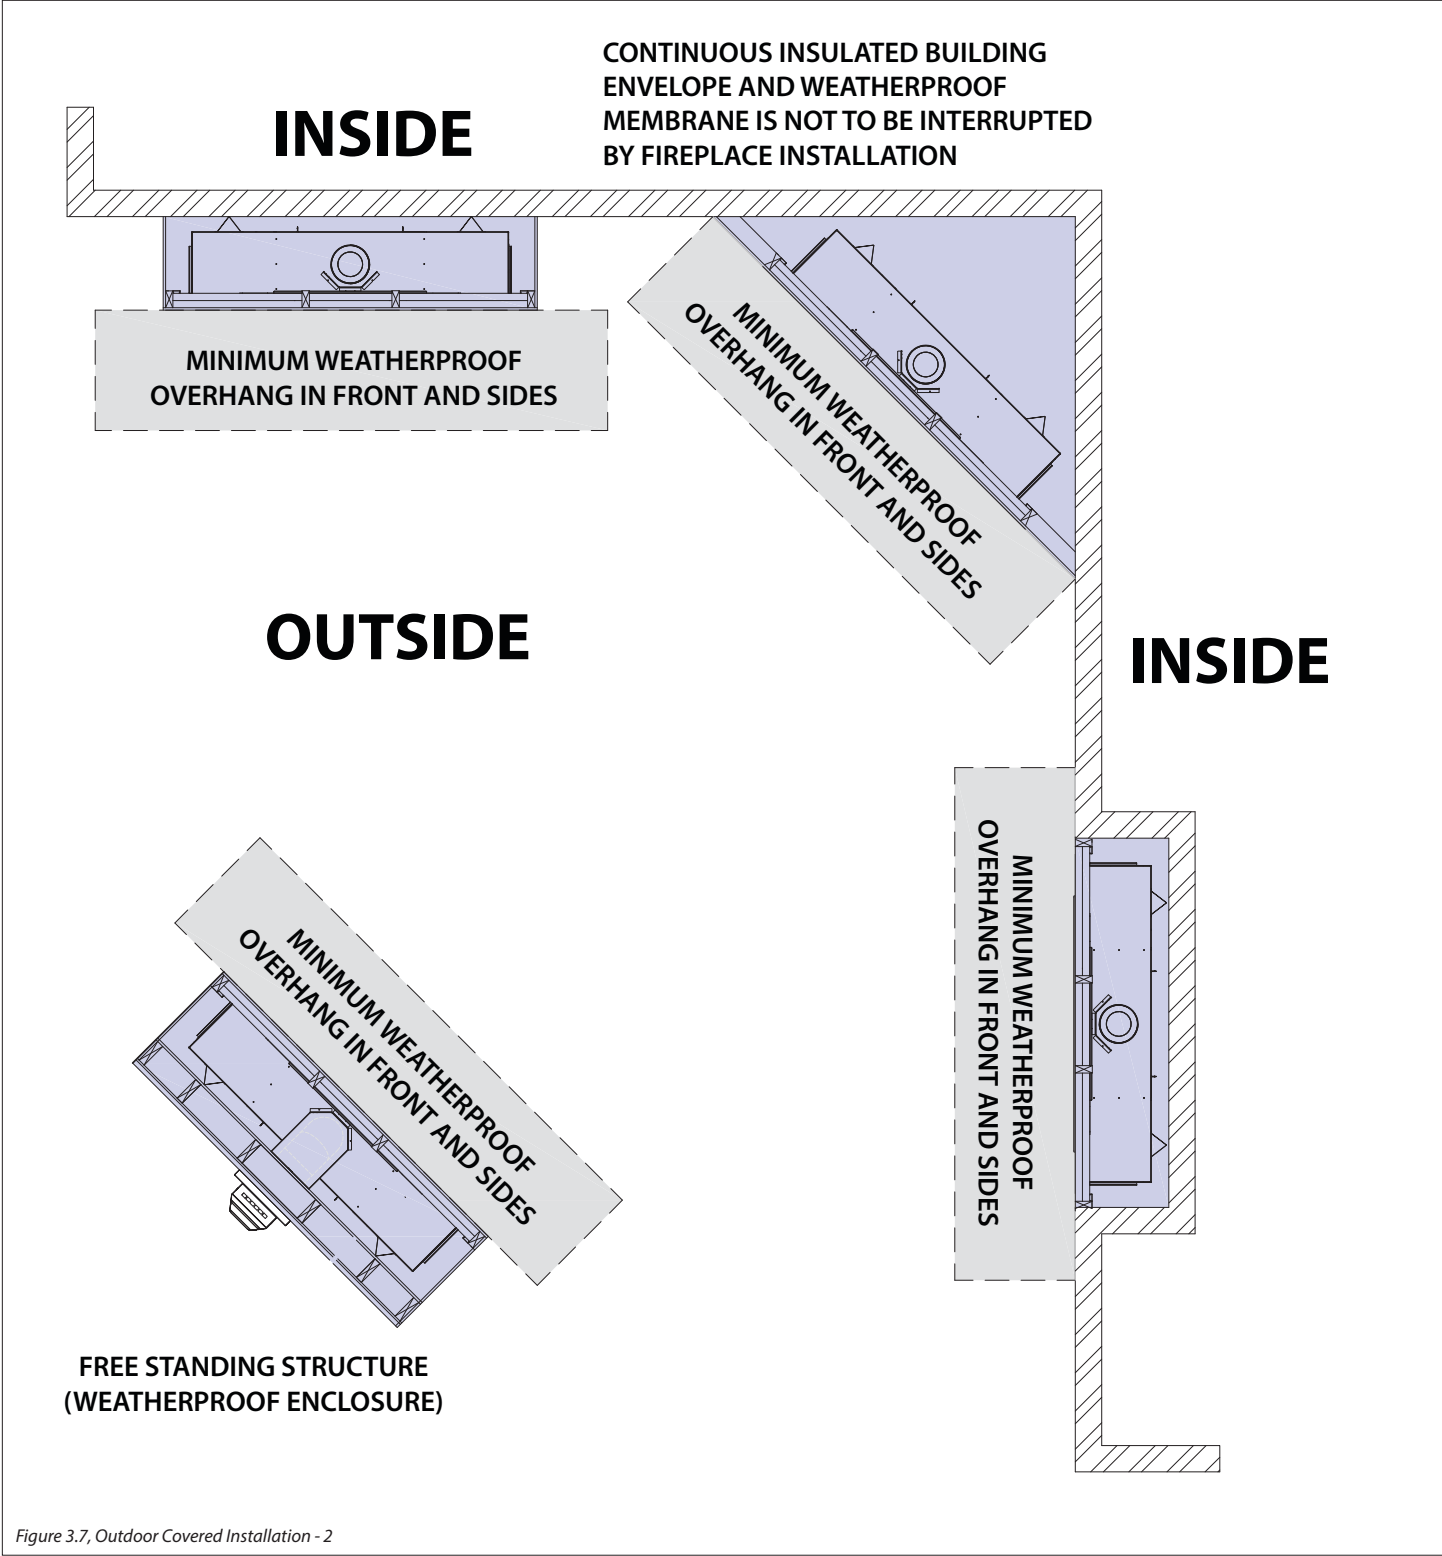 CONTINUOUS INSULATED BUILDING
ENVELOPE AND WEATHERPROOF
MEMBRANE IS NOT TO BE INTERRUPTED
BY FIREPLACE INSTALLATION
INSIDE
MINIMUM WEATHERPROOF
OVERHANG IN FRONT AND SIDES
MINIMUM WEATHERPROOF
OVERHANG IN FRONT AND SIDES
OUTSIDE
INSIDE
MINIMUM WEATHERPROOF
OVERHANG IN FRONT AND SIDES
MINIMUM WEATHERPROOF
OVERHANG IN FRONT AND SIDES
FREE STANDING STRUCTURE
(WEATHERPROOF ENCLOSURE)
Figure 3.7, Outdoor Covered Installation - 2